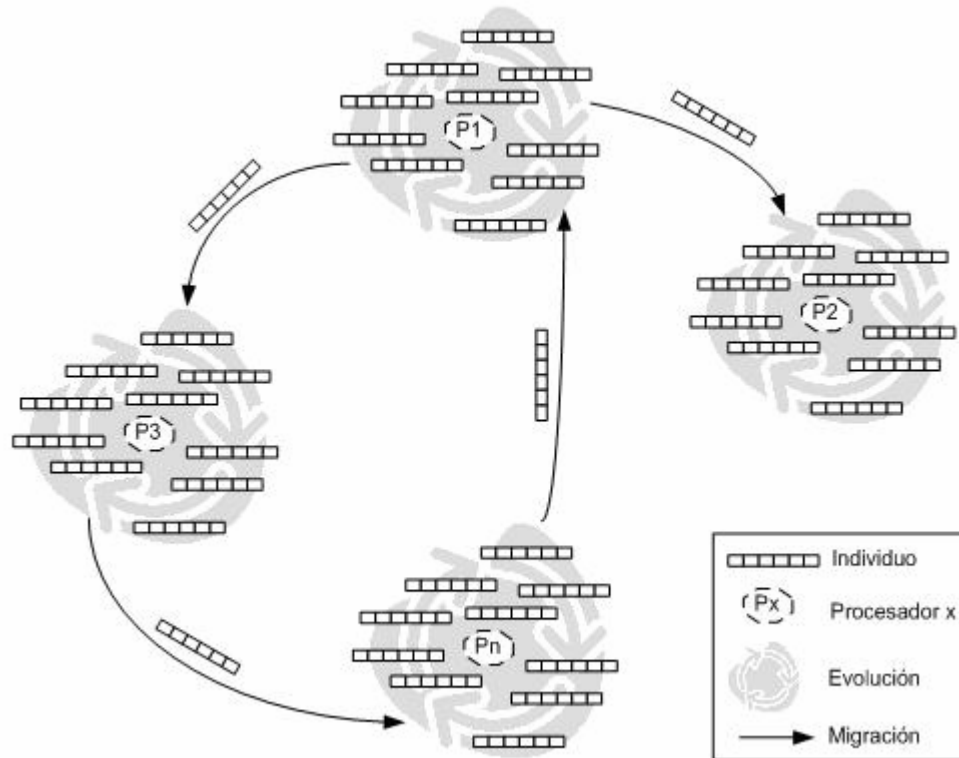 P1
P2
P3
Pn
Individuo
Px
Procesador x
Evolución
Migración